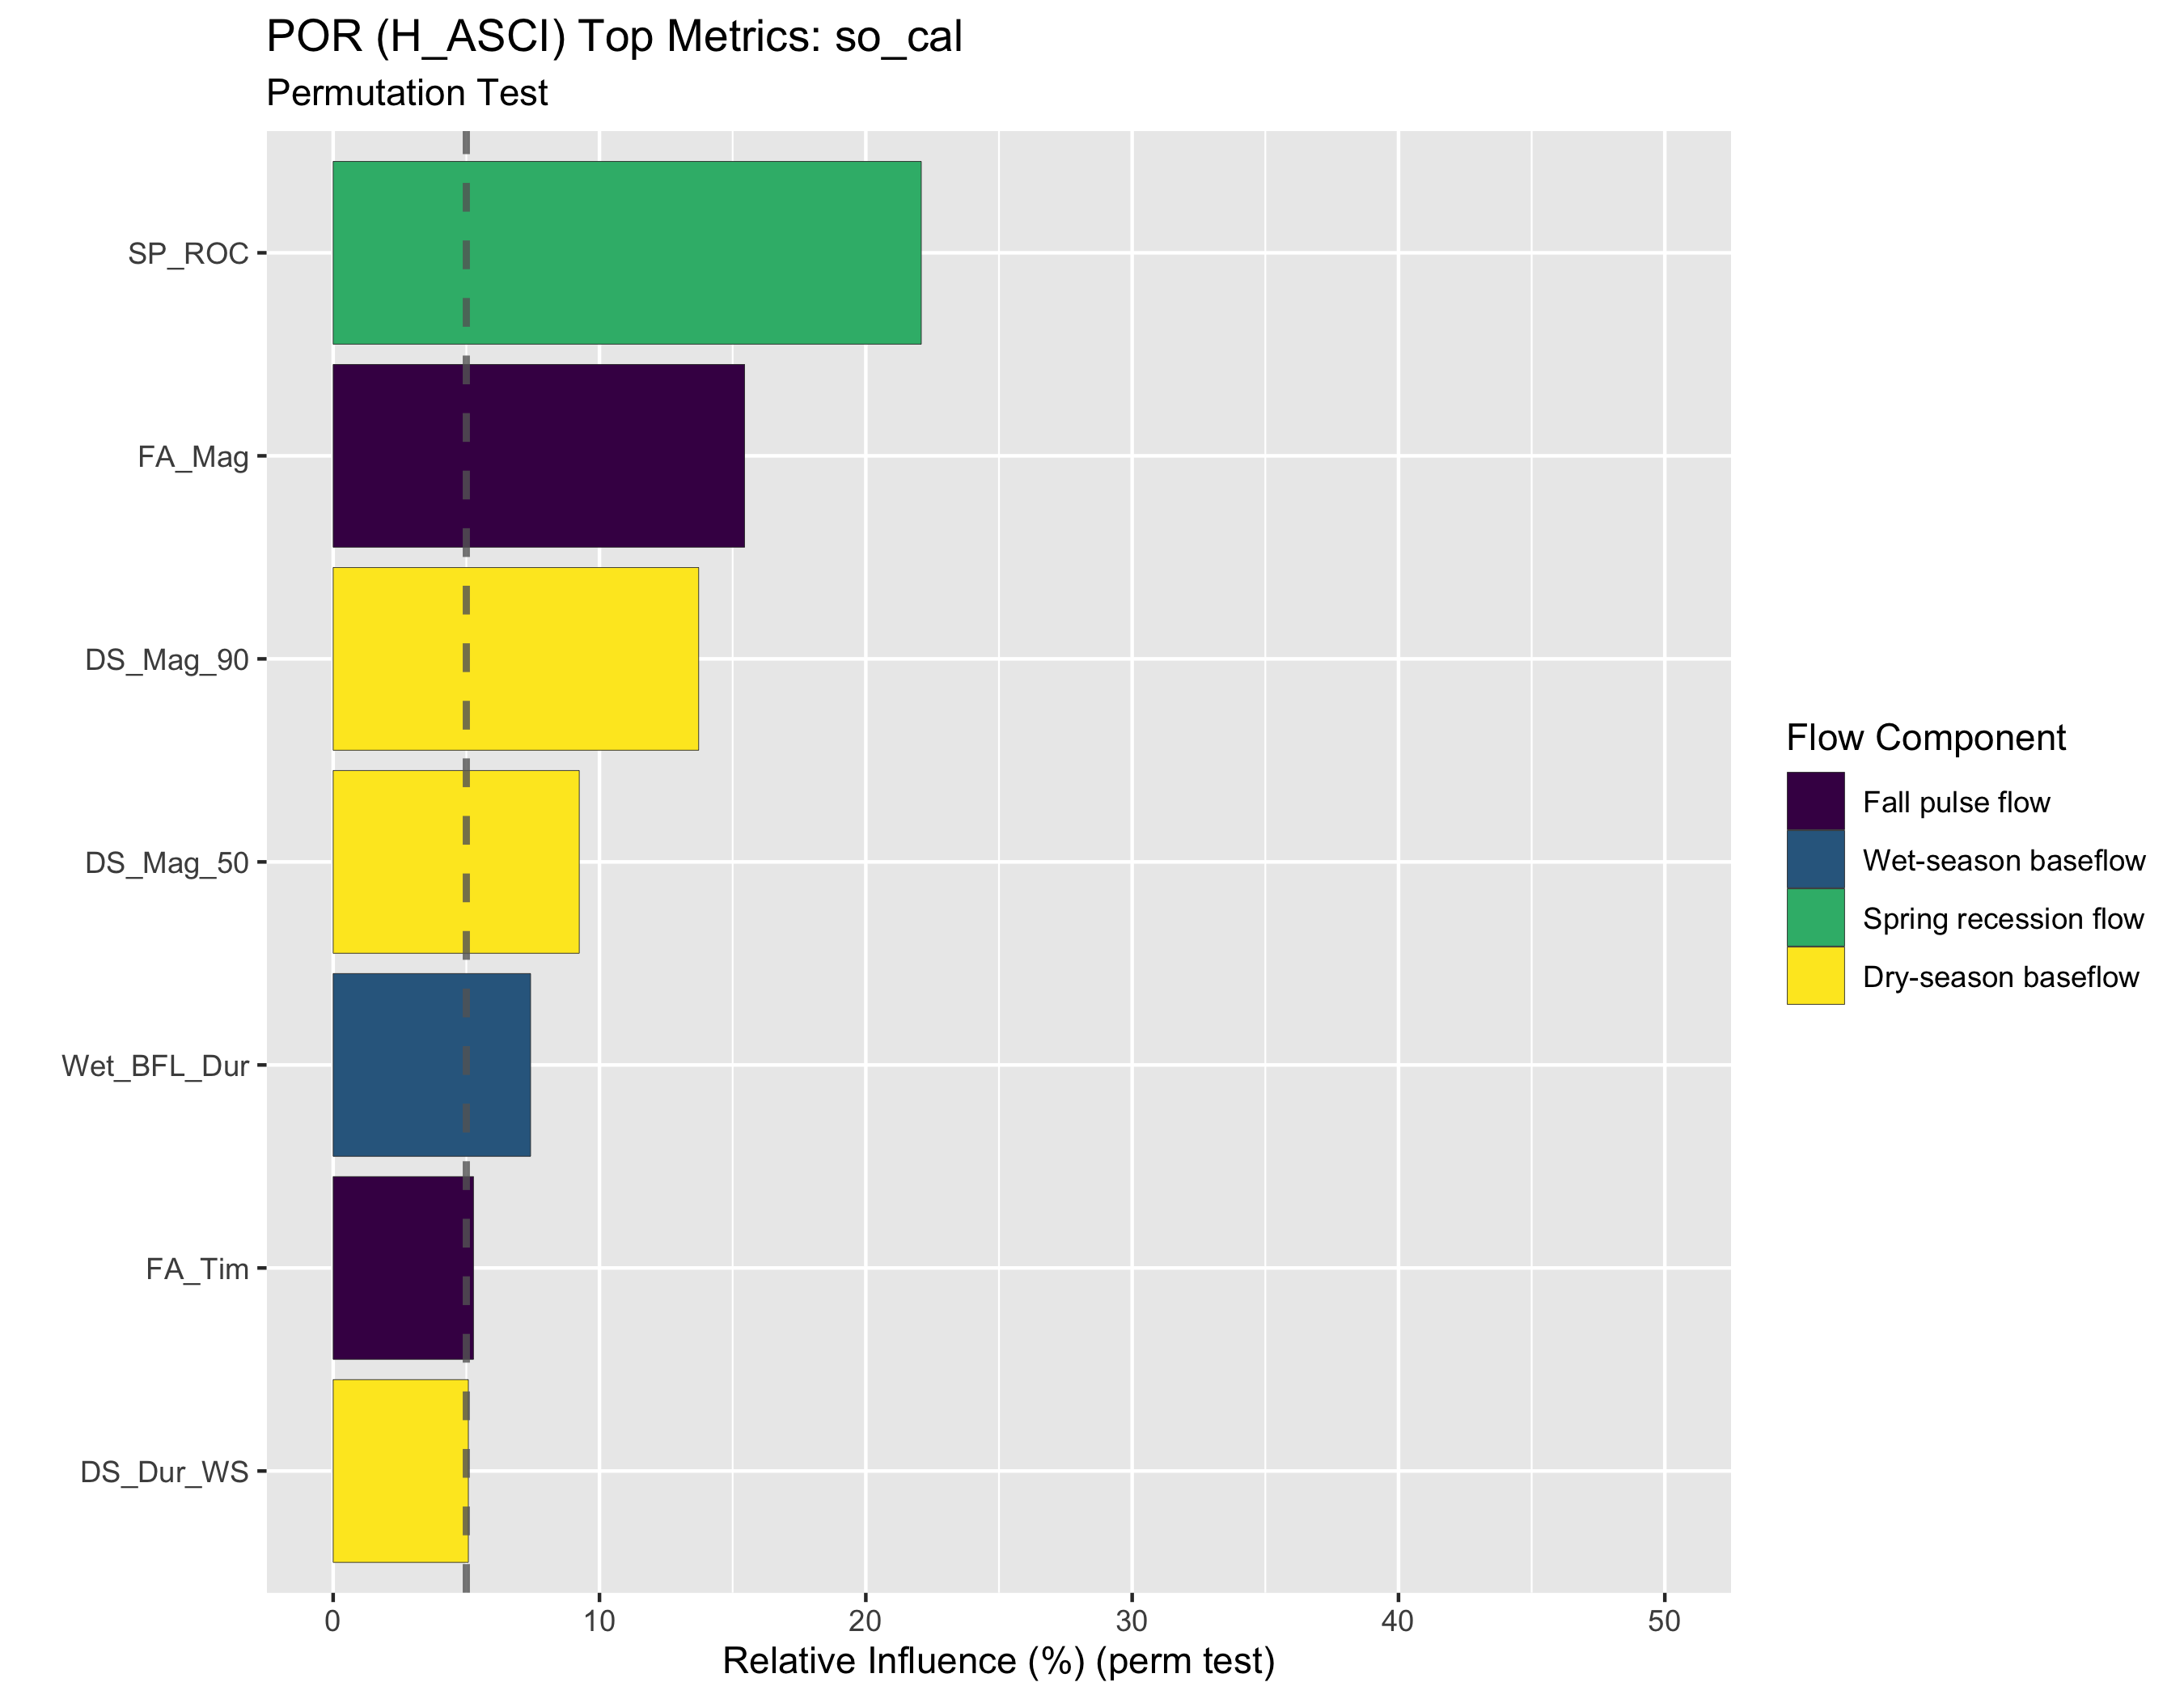 POR (H_ASCI) Top Metrics: so_cal
Permutation Test
SP_ROC
FA_Mag
DS_Mag_90
DS_Mag_50
Wet_BFL_Dur
FA_Tim
DS_Dur_WS
0 10 20 30 40 50
Relative Influence (%) (perm test)
Flow Component
Fall pulse flow
Wet-season baseflow
Spring recession flow
Dry-season baseflow